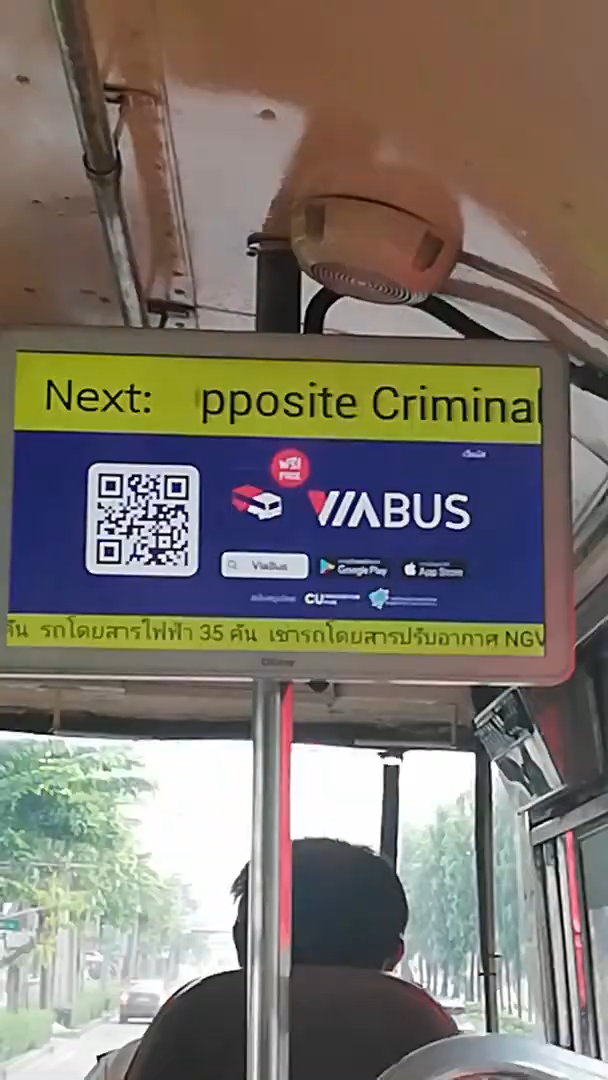 Next: pposite Criminal
ฟรี!
FREE
VIABUS
ViaBus
Google Play
App Store
CU
คัน รถโดยสารไฟฟ้า 35 คัน เช่ารถโดยสารปรับอากาศ NGV